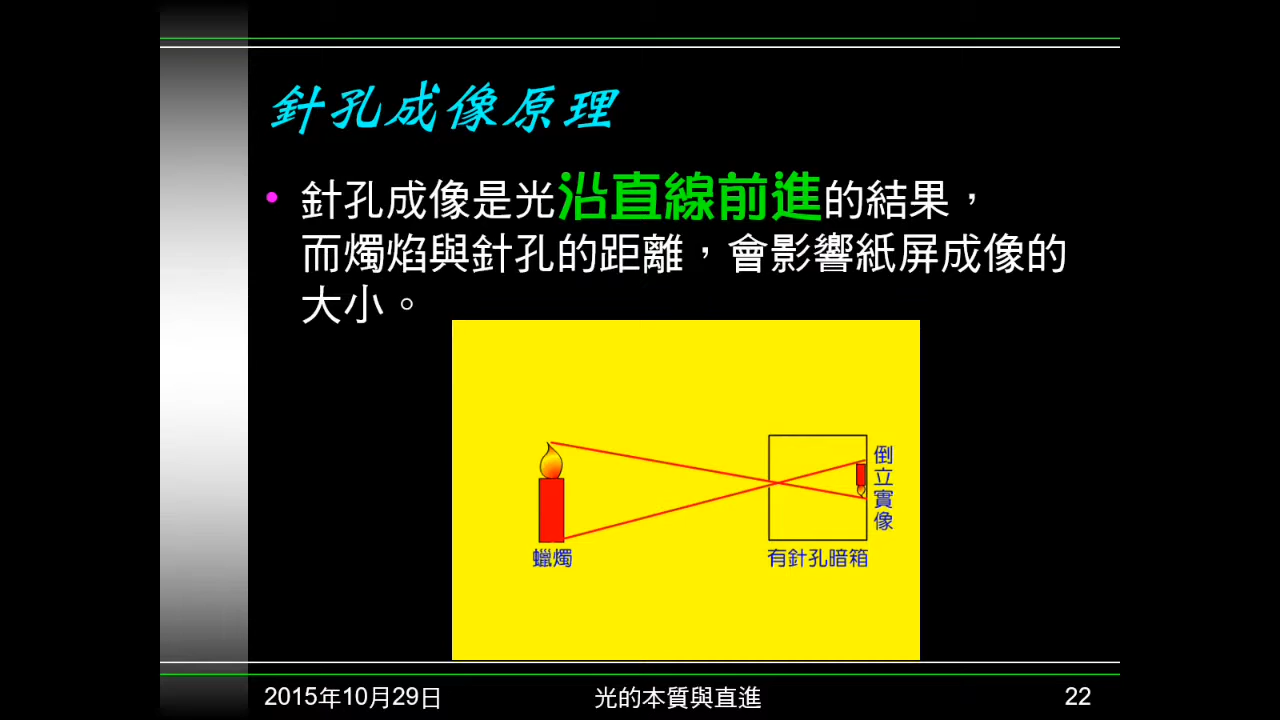 針孔成像原理
• 針孔成像是光沿直線前進的結果，
而燭焰與針孔的距離，會影響紙屏成像的
大小。
倒立實像
蠟燭
有針孔暗箱
2015年10月29日
光的本質與直進
22